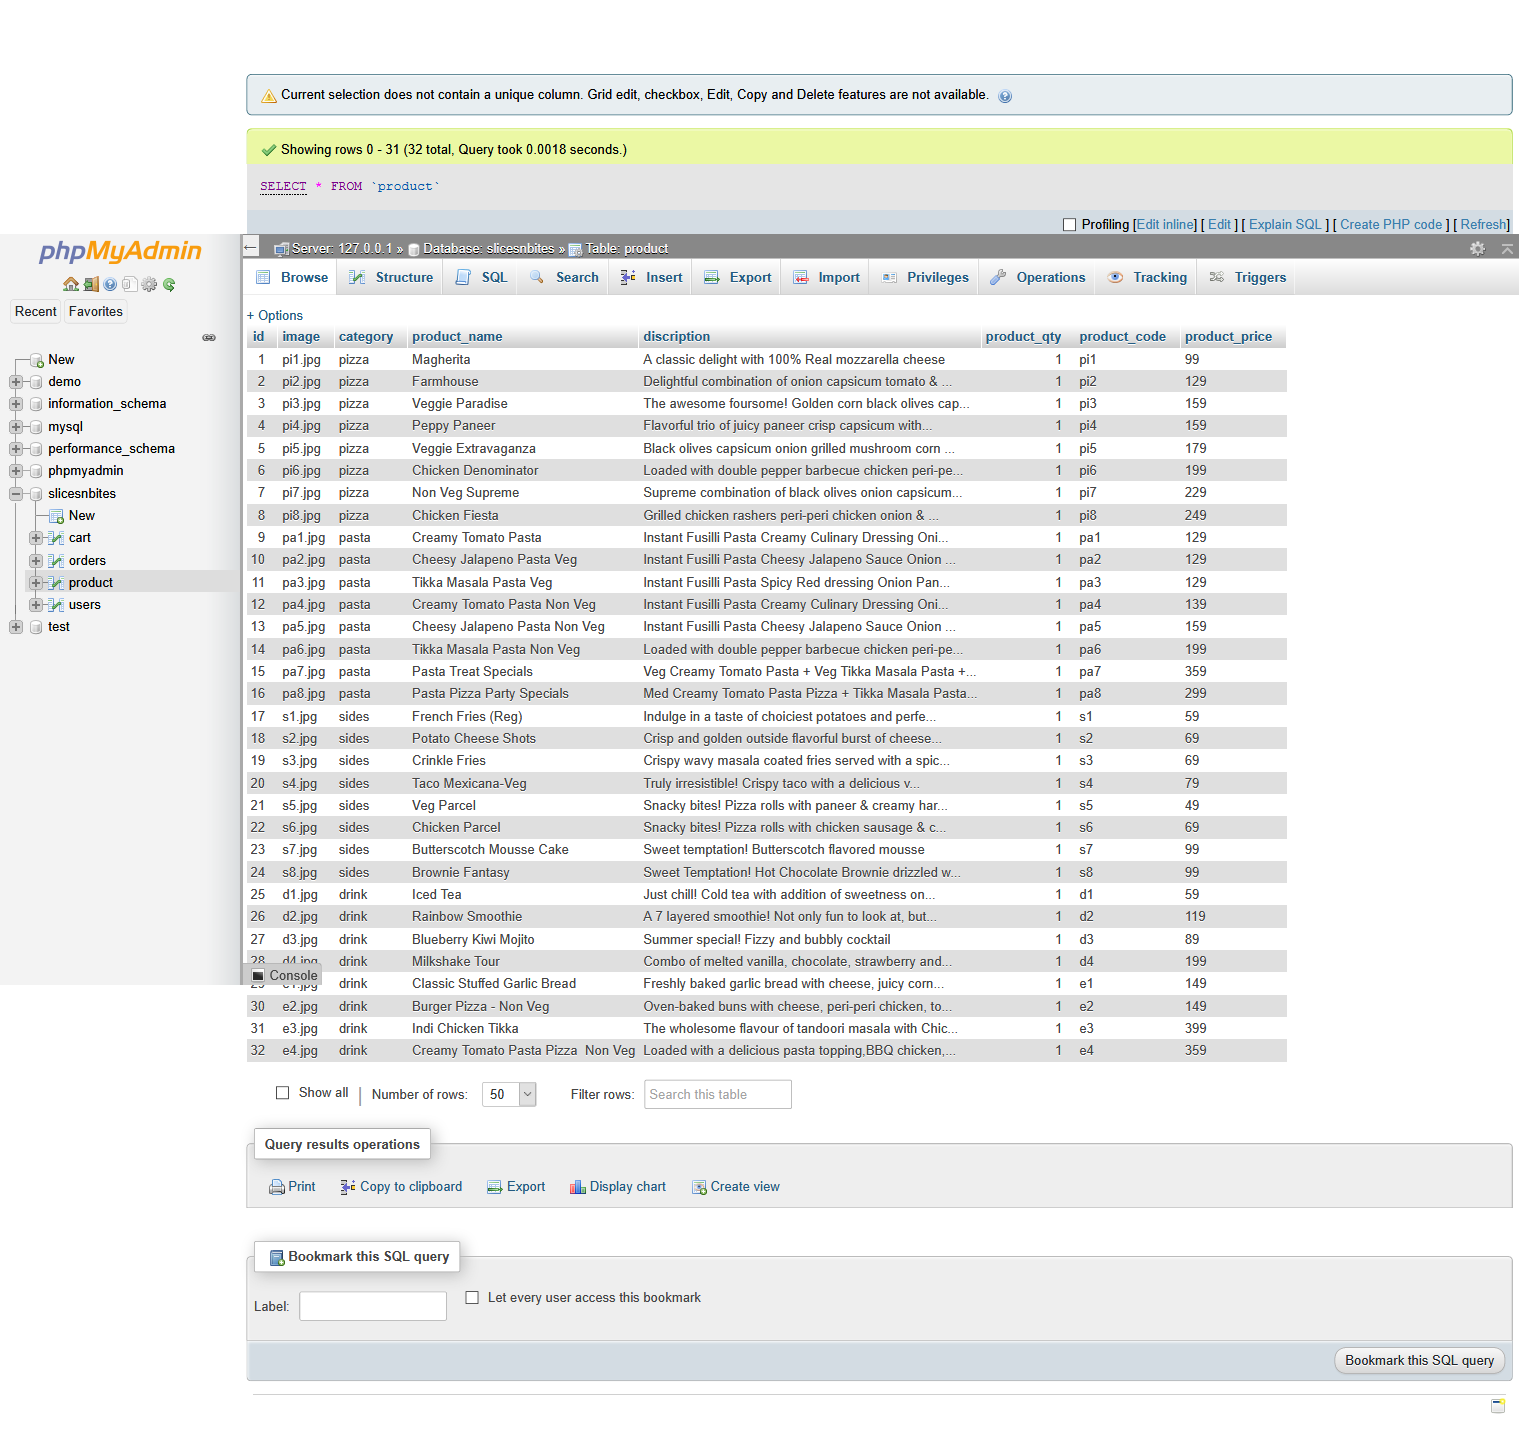 Current selection does not contain a unique column. Grid edit, checkbox, Edit, Copy and Delete features are not available.
Showing rows 0 - 31 (32 total, Query took 0.0018 seconds.)
SELECT * FROM `product`
Profiling [Edit inline] [ Edit ] [ Explain SQL ] [ Create PHP code ] [ Refresh]
phpMyAdmin
Recent Favorites
New
demo
information_schema
mysql
performance_schema
phpmyadmin
slicesnbites
New
cart
orders
product
users
test
Server: 127.0.0.1 » Database: slicesnbites » Table: product
Browse Structure SQL Search Insert Export Import Privileges Operations Tracking Triggers
+ Options
id image category product_name discription product_qty product_code product_price
1 pi1.jpg pizza Magherita A classic delight with 100% Real mozzarella cheese 1 pi1 99
2 pi2.jpg pizza Farmhouse Delightful combination of onion capsicum tomato & ... 1 pi2 129
3 pi3.jpg pizza Veggie Paradise The awesome foursome! Golden corn black olives cap... 1 pi3 159
4 pi4.jpg pizza Peppy Paneer Flavorful trio of juicy paneer crisp capsicum with... 1 pi4 159
5 pi5.jpg pizza Veggie Extravaganza Black olives capsicum onion grilled mushroom corn ... 1 pi5 179
6 pi6.jpg pizza Chicken Denominator Loaded with double pepper barbecue chicken peri-pe... 1 pi6 199
7 pi7.jpg pizza Non Veg Supreme Supreme combination of black olives onion capsicum... 1 pi7 229
8 pi8.jpg pizza Chicken Fiesta Grilled chicken rashers peri-peri chicken onion & ... 1 pi8 249
9 pa1.jpg pasta Creamy Tomato Pasta Instant Fusilli Pasta Creamy Culinary Dressing Oni... 1 pa1 129
10 pa2.jpg pasta Cheesy Jalapeno Pasta Veg Instant Fusilli Pasta Cheesy Jalapeno Sauce Onion ... 1 pa2 129
11 pa3.jpg pasta Tikka Masala Pasta Veg Instant Fusilli Pasta Spicy Red dressing Onion Pan... 1 pa3 129
12 pa4.jpg pasta Creamy Tomato Pasta Non Veg Instant Fusilli Pasta Creamy Culinary Dressing Oni... 1 pa4 139
13 pa5.jpg pasta Cheesy Jalapeno Pasta Non Veg Instant Fusilli Pasta Cheesy Jalapeno Sauce Onion ... 1 pa5 159
14 pa6.jpg pasta Tikka Masala Pasta Non Veg Loaded with double pepper barbecue chicken peri-pe... 1 pa6 199
15 pa7.jpg pasta Pasta Treat Specials Veg Creamy Tomato Pasta + Veg Tikka Masala Pasta +... 1 pa7 359
16 pa8.jpg pasta Pasta Pizza Party Specials Med Creamy Tomato Pasta Pizza + Tikka Masala Pasta... 1 pa8 299
17 s1.jpg sides French Fries (Reg) Indulge in a taste of choiciest potatoes and perfe... 1 s1 59
18 s2.jpg sides Potato Cheese Shots Crisp and golden outside flavorful burst of cheese... 1 s2 69
19 s3.jpg sides Crinkle Fries Crispy wavy masala coated fries served with a spic... 1 s3 69
20 s4.jpg sides Taco Mexicana-Veg Truly irresistible! Crispy taco with a delicious v... 1 s4 79
21 s5.jpg sides Veg Parcel Snacky bites! Pizza rolls with paneer & creamy har... 1 s5 49
22 s6.jpg sides Chicken Parcel Snacky bites! Pizza rolls with chicken sausage & c... 1 s6 69
23 s7.jpg sides Butterscotch Mousse Cake Sweet temptation! Butterscotch flavored mousse 1 s7 99
24 s8.jpg sides Brownie Fantasy Sweet Temptation! Hot Chocolate Brownie drizzled w... 1 s8 99
25 d1.jpg drink Iced Tea Just chill! Cold tea with addition of sweetness on... 1 d1 59
26 d2.jpg drink Rainbow Smoothie A 7 layered smoothie! Not only fun to look at, but... 1 d2 119
27 d3.jpg drink Blueberry Kiwi Mojito Summer special! Fizzy and bubbly cocktail 1 d3 89
28 d4.jpg drink Milkshake Tour Combo of melted vanilla, chocolate, strawberry and... 1 d4 199
Console
drink Classic Stuffed Garlic Bread Freshly baked garlic bread with cheese, juicy corn... 1 e1 149
30 e2.jpg drink Burger Pizza - Non Veg Oven-baked buns with cheese, peri-peri chicken, to... 1 e2 149
31 e3.jpg drink Indi Chicken Tikka The wholesome flavour of tandoori masala with Chic... 1 e3 399
32 e4.jpg drink Creamy Tomato Pasta Pizza Non Veg Loaded with a delicious pasta topping,BBQ chicken,... 1 e4 359
Show all Number of rows: 50 Filter rows: Search this table
Query results operations
Print Copy to clipboard Export Display chart Create view
Bookmark this SQL query
Label: Let every user access this bookmark
Bookmark this SQL query